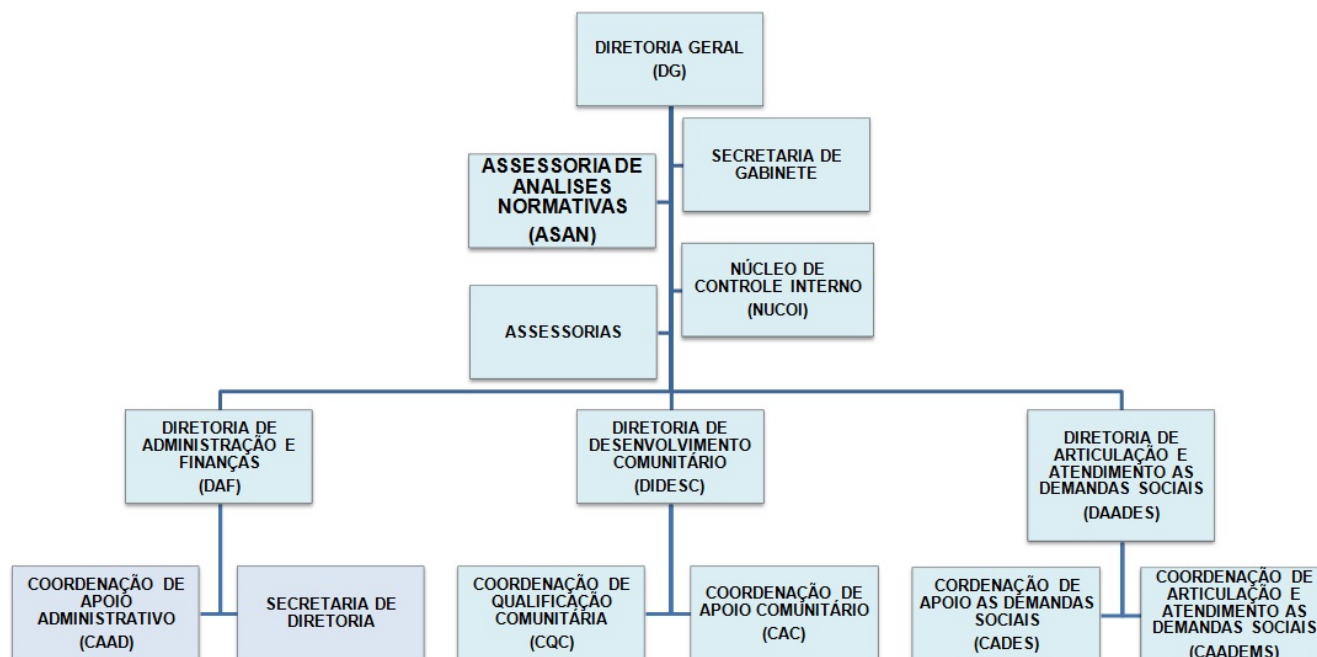 DIRETORIA GERAL
(DG)
SECRETARIA DE
GABINETE
ASSESSORIA DE
ANALISES
NORMATIVAS
(ASAN)
NÚCLEO DE
CONTROLE INTERNO
(NUCOI)
ASSESSORIAS
DIRETORIA DE
ADMINISTRAÇÃO E
FINANÇAS
(DAF)
DIRETORIA DE
DESENVOLVIMENTO
COMUNITÁRIO
(DIDESC)
DIRETORIA DE
ARTICULAÇÃO E
ATENDIMENTO AS
DEMANDAS SOCIAIS
(DAADES)
COORDENAÇÃO DE
APOIO
ADMINISTRATIVO
(CAAD)
SECRETARIA DE
DIRETORIA
COORDENAÇÃO DE
QUALIFICAÇÃO
COMUNITÁRIA
(CQC)
COORDENAÇÃO DE
APOIO COMUNITÁRIO
(CAC)
CORDENAÇÃO DE
APOIO AS DEMANDAS
SOCIAIS
(CADES)
COORDENAÇÃO DE
ARTICULAÇÃO E
ATENDIMENTO AS
DEMANDAS SOCIAIS
(CAADEMS)